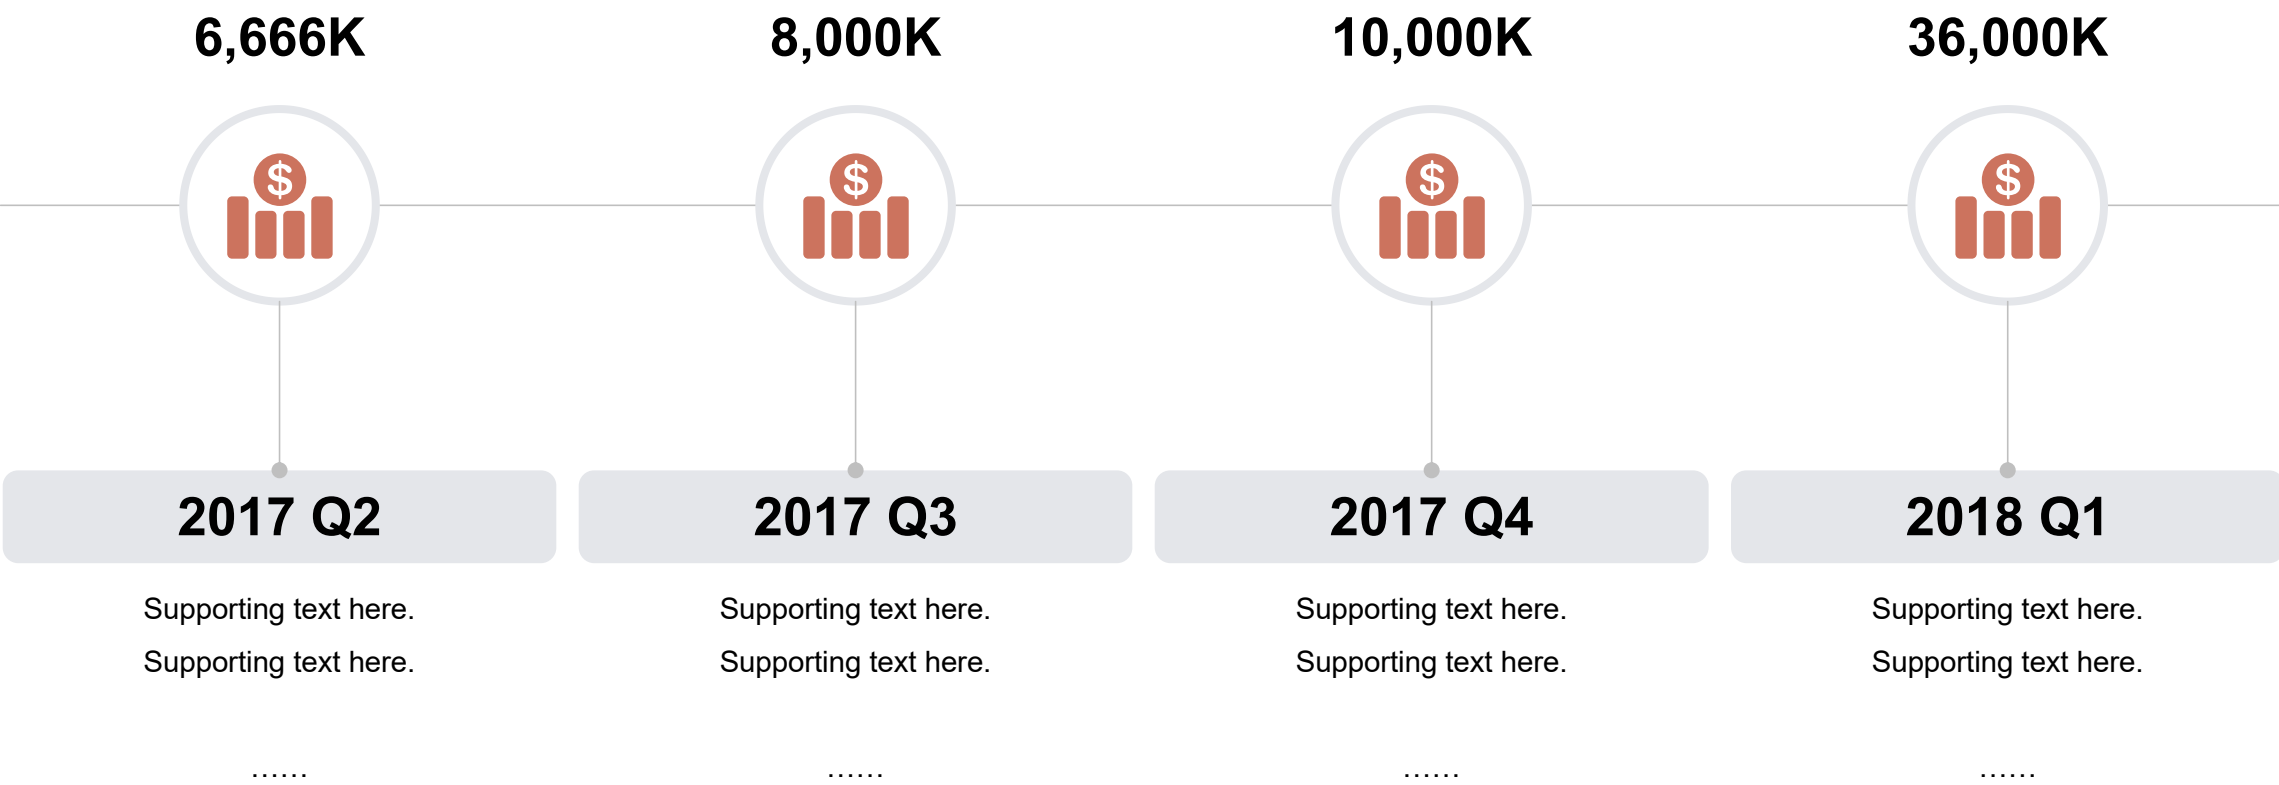 6,666K
8,000K
10,000K
36,000K
$
$
$
$
2017 Q2
2017 Q3
2017 Q4
2018 Q1
Supporting text here.
Supporting text here.
......
Supporting text here.
Supporting text here.
......
Supporting text here.
Supporting text here.
......
Supporting text here.
Supporting text here.
......